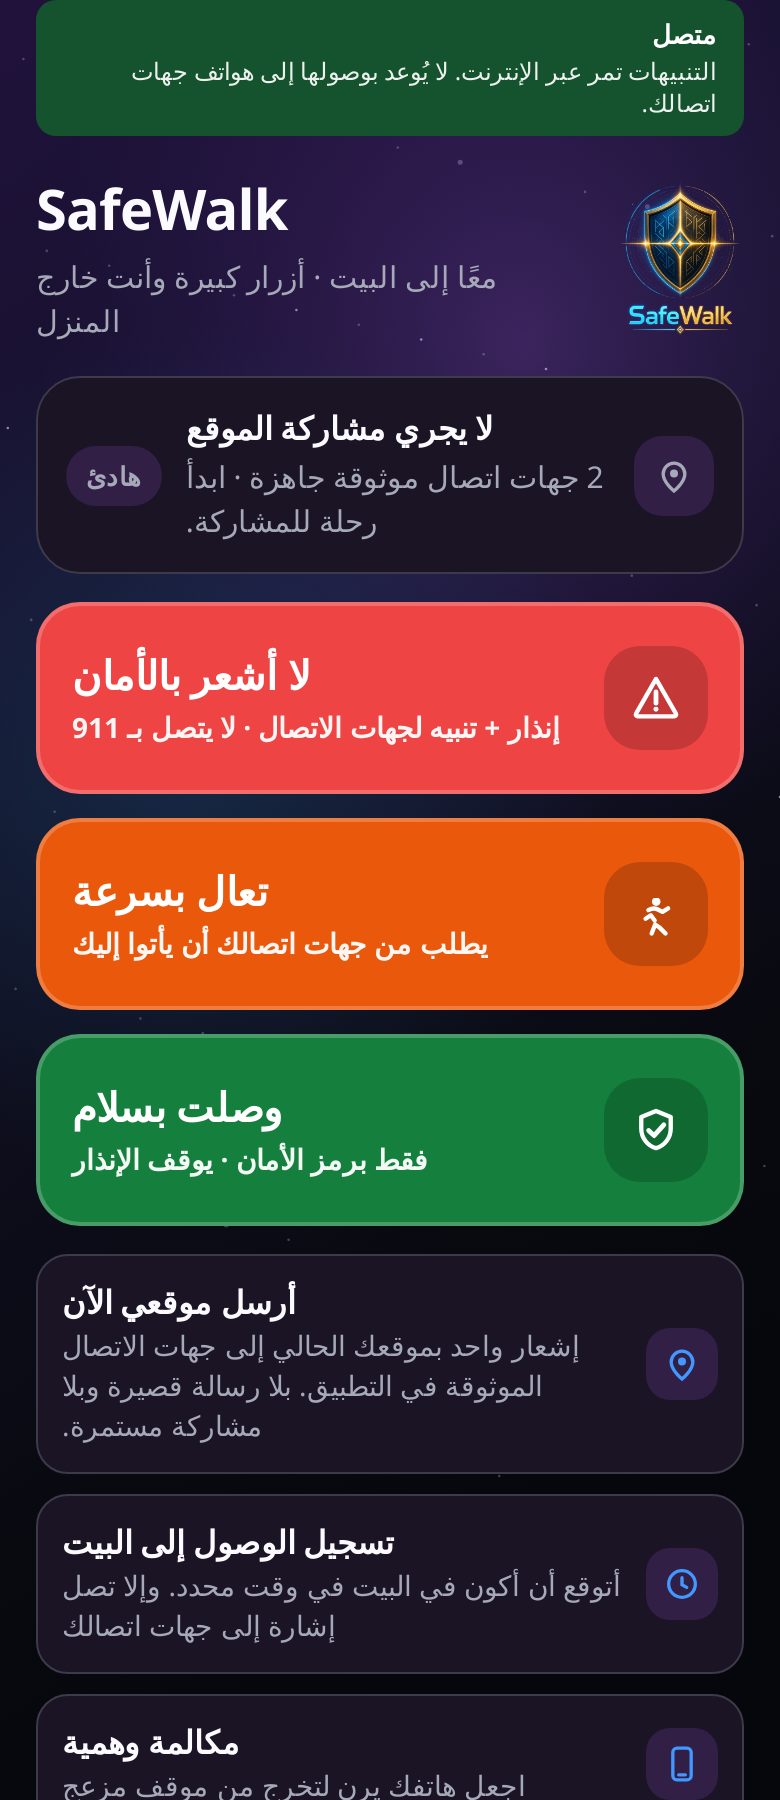 متصل
التنبيهات تمر عبر الإنترنت. لا يُوعد بوصولها إلى هواتف جهات
اتصالك.
SafeWalk
معًا إلى البيت · أزرار كبيرة وأنت خارج
المنزل
SafeWalk
لا يجري مشاركة الموقع
2 جهات اتصال موثوقة جاهزة · ابدأ
رحلة للمشاركة.
هادئ
لا أشعر بالأمان
إنذار + تنبيه لجهات الاتصال · لا يتصل بـ 911
تعال بسرعة
يطلب من جهات اتصالك أن يأتوا إليك
وصلت بسلام
فقط برمز الأمان · يوقف الإنذار
أرسل موقعي الآن
إشعار واحد بموقعك الحالي إلى جهات الاتصال
الموثوقة في التطبيق. بلا رسالة قصيرة وبلا
مشاركة مستمرة.
تسجيل الوصول إلى البيت
أتوقع أن أكون في البيت في وقت محدد. وإلا تصل
إشارة إلى جهات اتصالك
مكالمة وهمية
اجعل هاتفك يرن لتخرج من موقف مزعج